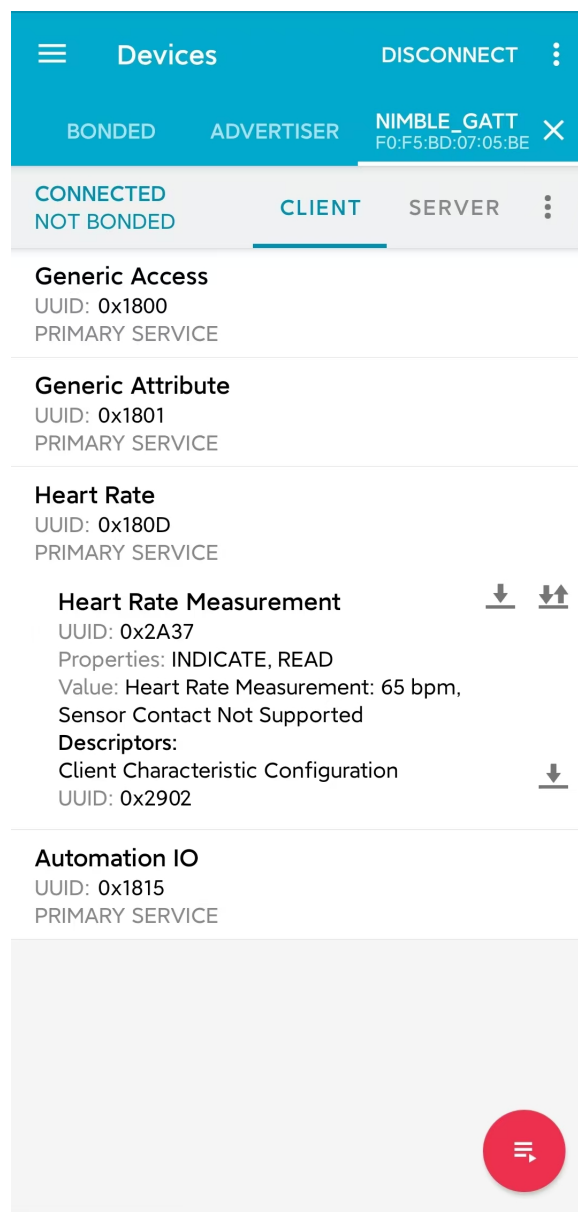 Devices
DISCONNECT
BONDED
ADVERTISER
NIMBLE_GATT
F0:F5:BD:07:05:BE
CONNECTED
NOT BONDED
CLIENT
SERVER
Generic Access
UUID: 0x1800
PRIMARY SERVICE
Generic Attribute
UUID: 0x1801
PRIMARY SERVICE
Heart Rate
UUID: 0x180D
PRIMARY SERVICE
Heart Rate Measurement
UUID: 0x2A37
Properties: INDICATE, READ
Value: Heart Rate Measurement: 65 bpm,
Sensor Contact Not Supported
Descriptors:
Client Characteristic Configuration
UUID: 0x2902
Automation IO
UUID: 0x1815
PRIMARY SERVICE